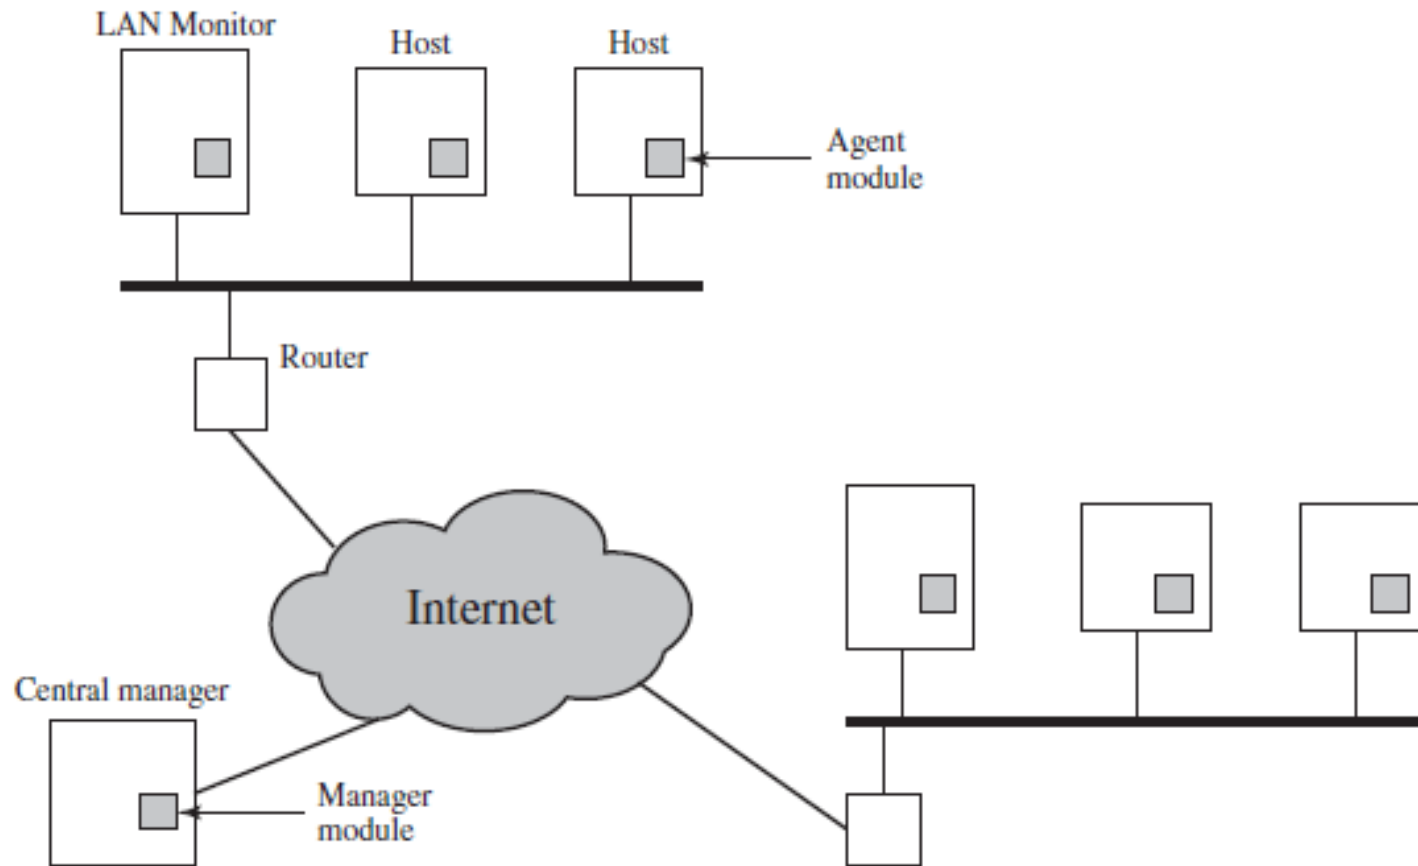 LAN Monitor
Host
Host
Agent
module
Router
Internet
Central manager
Manager
module